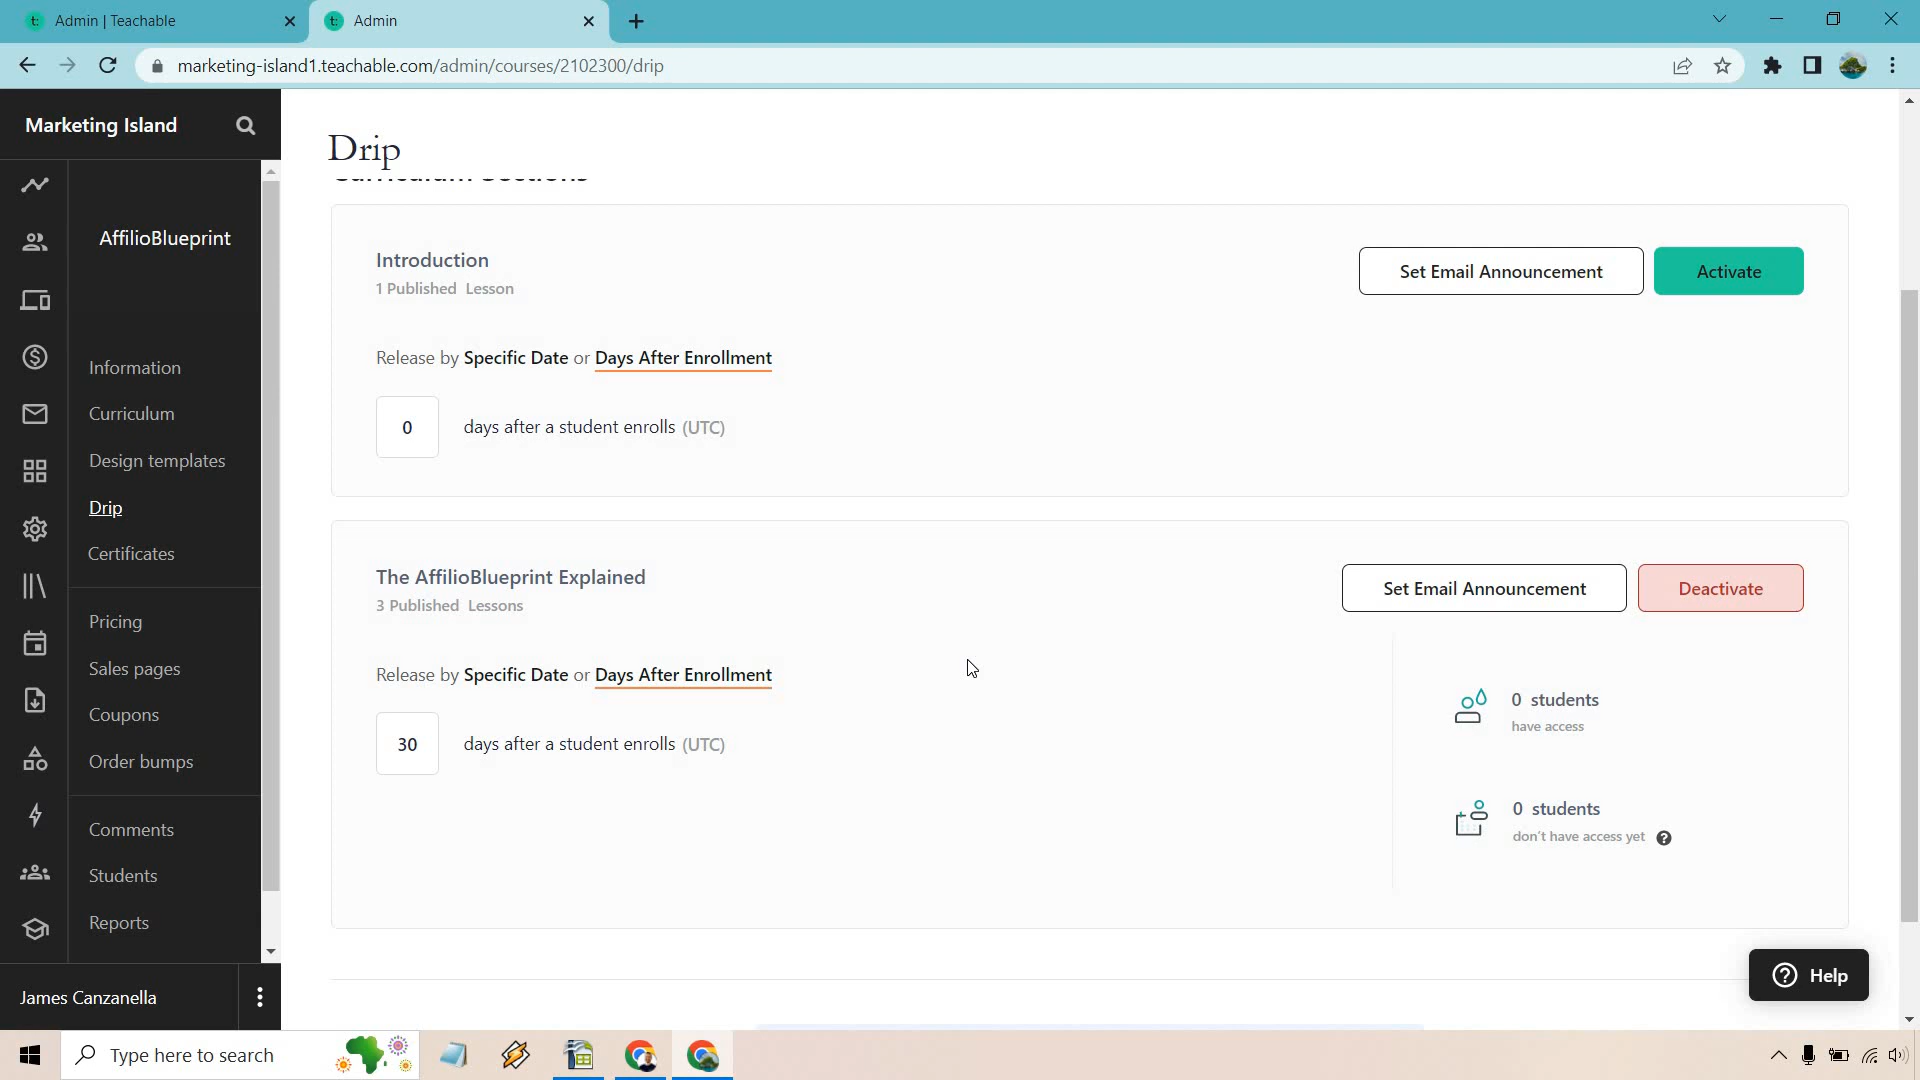 Admin | Teachable
Admin
marketing-island1.teachable.com/admin/courses/2102300/drip
Marketing Island
AffilioBlueprint
Information
Curriculum
Design templates
Drip
Certificates
Pricing
Sales pages
Coupons
Order bumps
Comments
Students
Reports
James Canzanella
Drip
Curriculum Sections
Introduction
1 Published Lesson
Set Email Announcement
Activate
Release by Specific Date or Days After Enrollment
0 days after a student enrolls (UTC)
The AffilioBlueprint Explained
3 Published Lessons
Set Email Announcement
Deactivate
Release by Specific Date or Days After Enrollment
30 days after a student enrolls (UTC)
0 students
have access
0 students
don't have access yet
Help
Type here to search